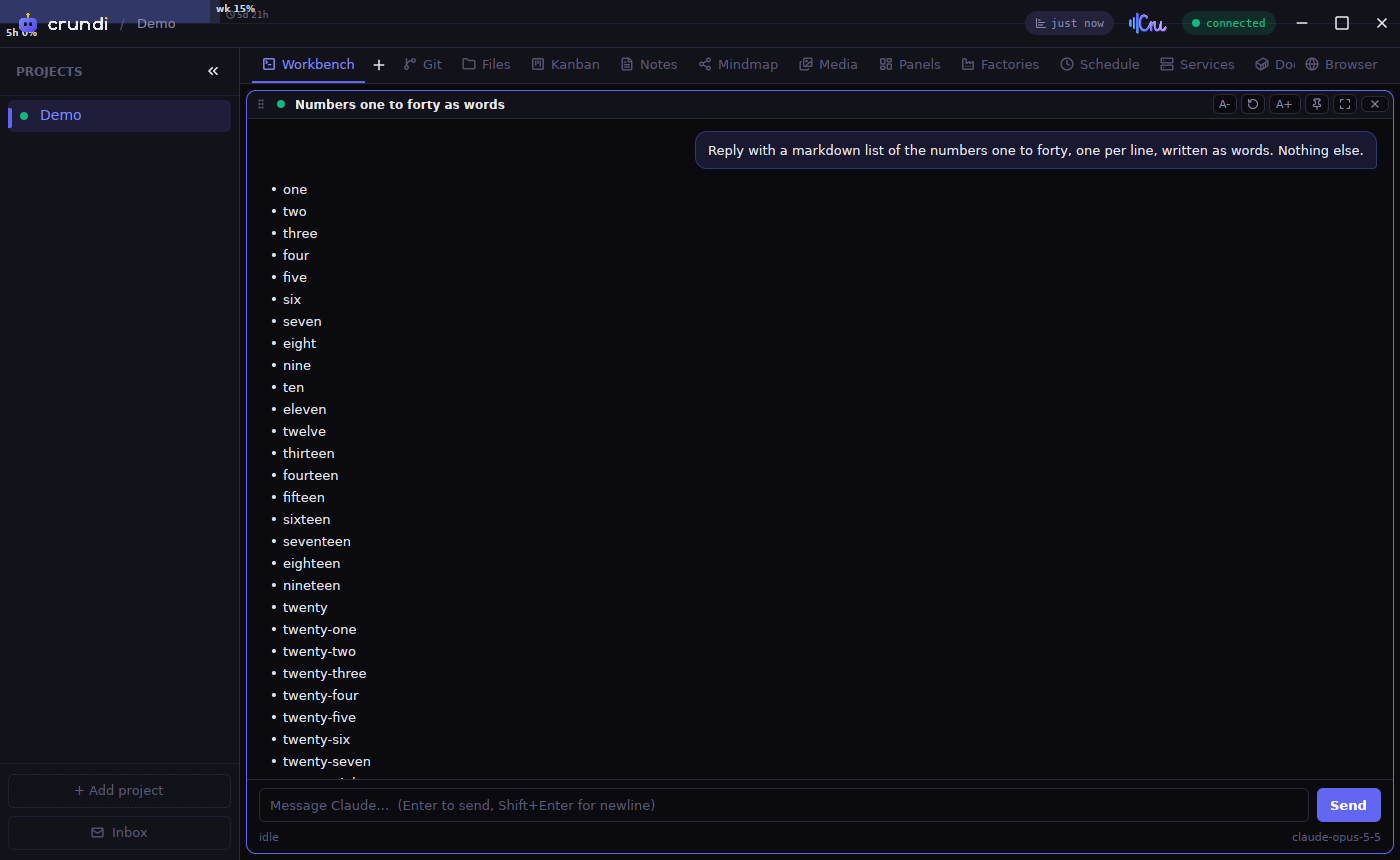 wk 15%
5d 21h
crundi / Demo
5h 0%
just now
Cru
connected
PROJECTS
Demo
+ Add project
Inbox
Workbench + Git Files Kanban Notes Mindmap Media Panels Factories Schedule Services Do Browser
Numbers one to forty as words
A- A+
Reply with a markdown list of the numbers one to forty, one per line, written as words. Nothing else.
• one
• two
• three
• four
• five
• six
• seven
• eight
• nine
• ten
• eleven
• twelve
• thirteen
• fourteen
• fifteen
• sixteen
• seventeen
• eighteen
• nineteen
• twenty
• twenty-one
• twenty-two
• twenty-three
• twenty-four
• twenty-five
• twenty-six
• twenty-seven
Message Claude... (Enter to send, Shift+Enter for newline)
Send
idle
claude-opus-5-5